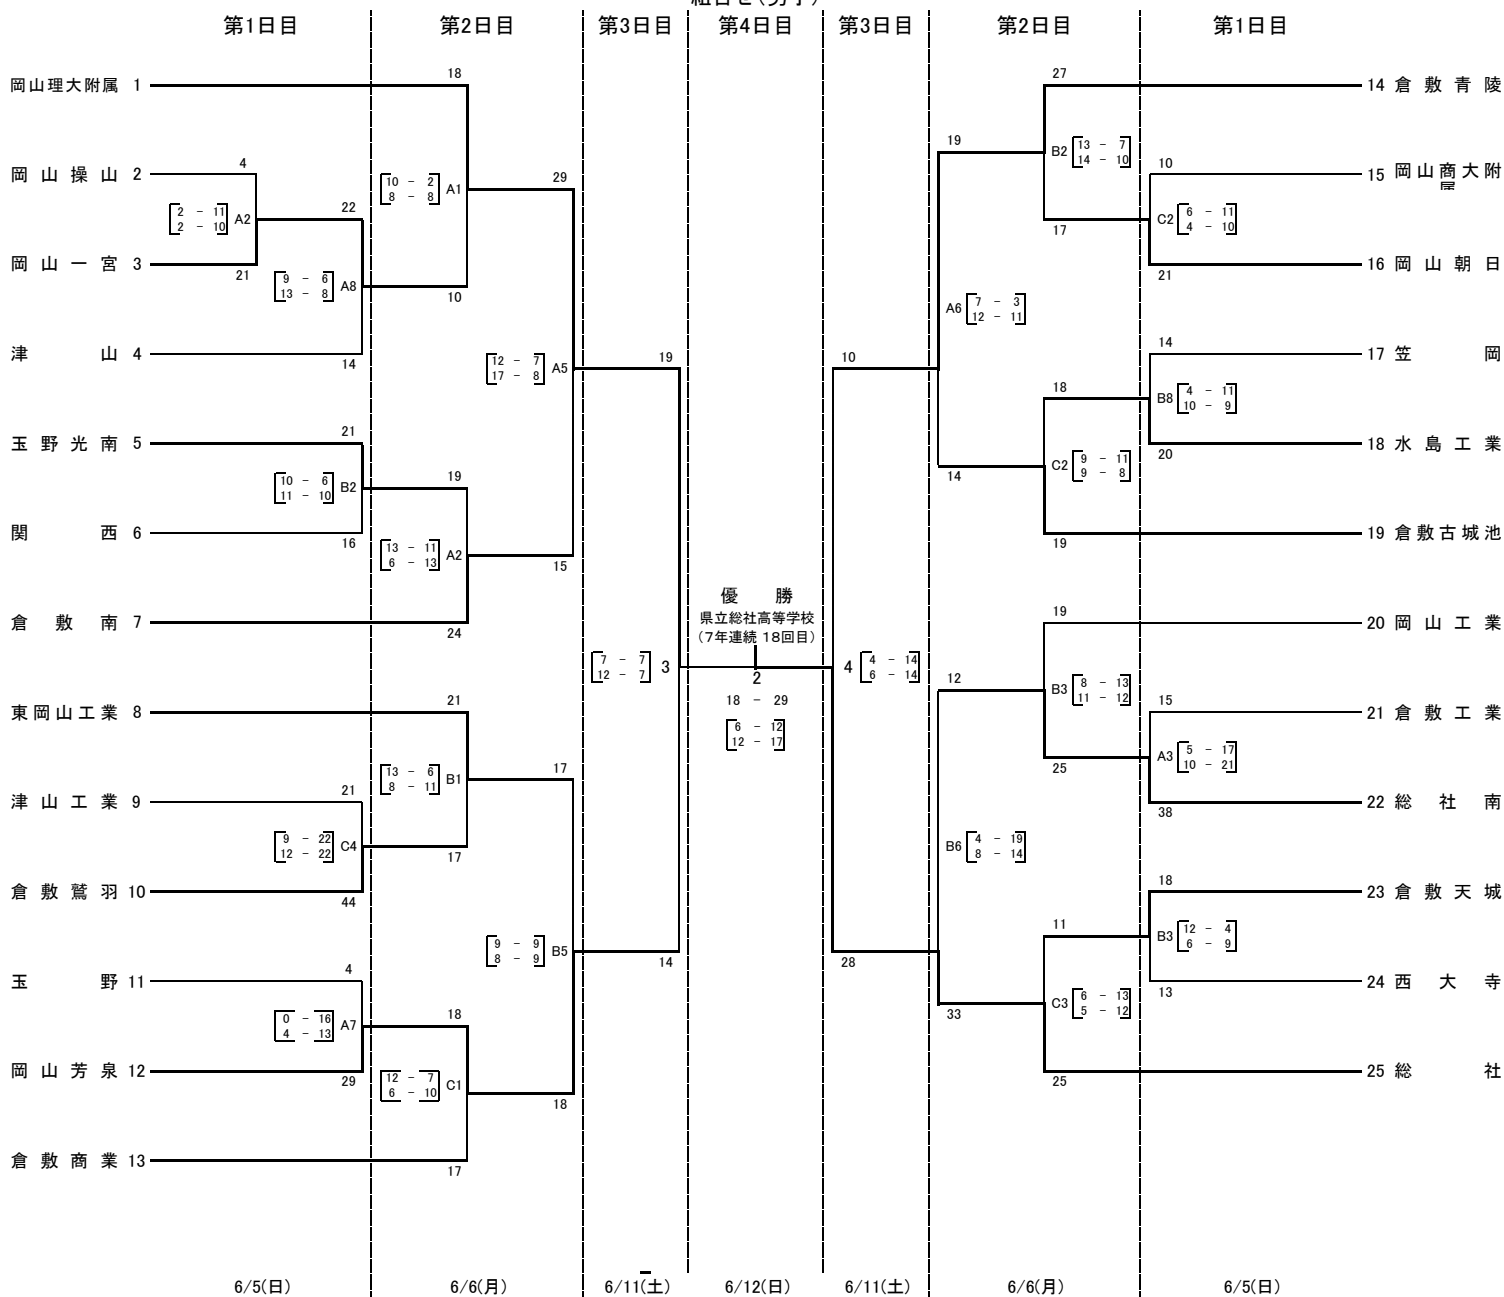 組合せ(男子)
第1日目 第2日目 第3日目 第4日目 第3日目 第2日目 第1日目
岡山理大附属 1
岡山操山 2
岡山一宮 3
津山 4
玉野光南 5
関西 6
倉敷南 7
東岡山工業 8
津山工業 9
倉敷鷲羽 10
玉野 11
岡山芳泉 12
倉敷商業 13
4
2 - 11
2 - 10
A2
21
22
9 - 6
13 - 8
A8
14
21
10 - 6
11 - 10
B2
16
21
9 - 22
12 - 22
C4
44
4
0 - 16
4 - 13
A7
29
18
10 - 2
8 - 8
A1
10
19
13 - 11
6 - 13
A2
24
21
13 - 6
8 - 11
B1
17
18
12 - 7
6 - 10
C1
17
29
12 - 7
17 - 8
A5
15
17
9 - 9
8 - 9
B5
18
19
7 - 7
12 - 7
3
14
優勝
県立総社高等学校
(7年連続 18回目)
2
18 - 29
6 - 12
12 - 17
10
4
4 - 14
6 - 14
28
19
A6
7 - 3
12 - 11
14
12
B6
4 - 19
8 - 14
33
27
B2
13 - 7
14 - 10
17
18
C2
9 - 11
9 - 8
19
19
B3
8 - 13
11 - 12
25
11
C3
6 - 13
5 - 12
25
10
C2
6 - 11
4 - 10
21
14
B8
4 - 11
10 - 9
20
15
A3
5 - 17
10 - 21
38
18
B3
12 - 4
6 - 9
13
14 倉敷青陵
15 岡山商大附
属
16 岡山朝日
17 笠岡
18 水島工業
19 倉敷古城池
20 岡山工業
21 倉敷工業
22 総社南
23 倉敷天城
24 西大寺
25 総社
6/5(日) 6/6(月) 6/11(土) 6/12(日) 6/11(土) 6/6(月) 6/5(日)